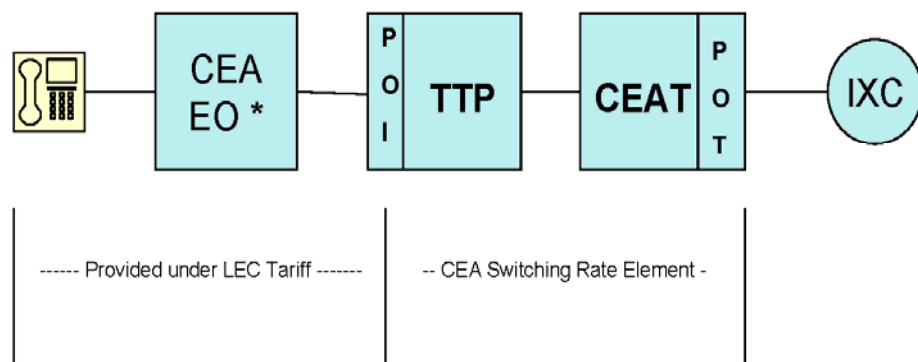 CEA
EO *
P
O
I
TTP
CEAT
P
O
T
IXC
------ Provided under LEC Tariff -------
-- CEA Switching Rate Element -